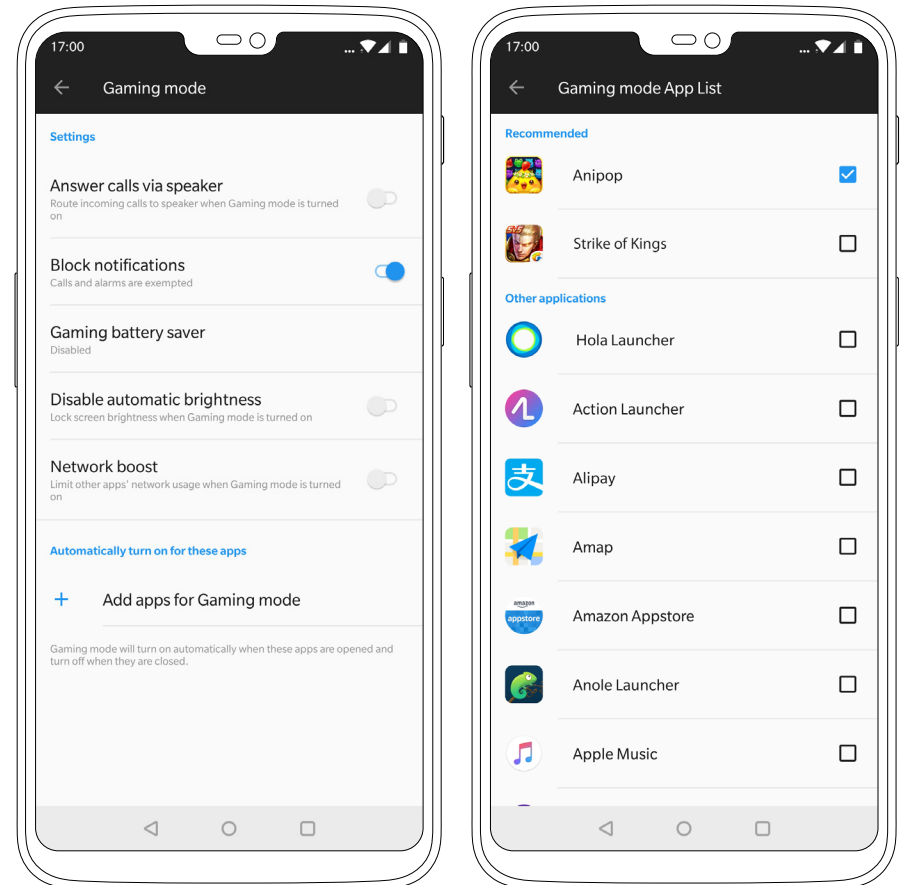 17:00
...
Gaming mode
Settings
Answer calls via speaker
Route incoming calls to speaker when Gaming mode is turned
on
Block notifications
Calls and alarms are exempted
Gaming battery saver
Disabled
Disable automatic brightness
Lock screen brightness when Gaming mode is turned on
Network boost
Limit other apps' network usage when Gaming mode is turned
on
Automatically turn on for these apps
+ Add apps for Gaming mode
Gaming mode will turn on automatically when these apps are opened and
turn off when they are closed.
17:00
...
Gaming mode App List
Recommended
Anipop
Strike of Kings
Other applications
Hola Launcher
Action Launcher
支
Alipay
Amap
amazon
appstore
Amazon Appstore
Anole Launcher
Apple Music